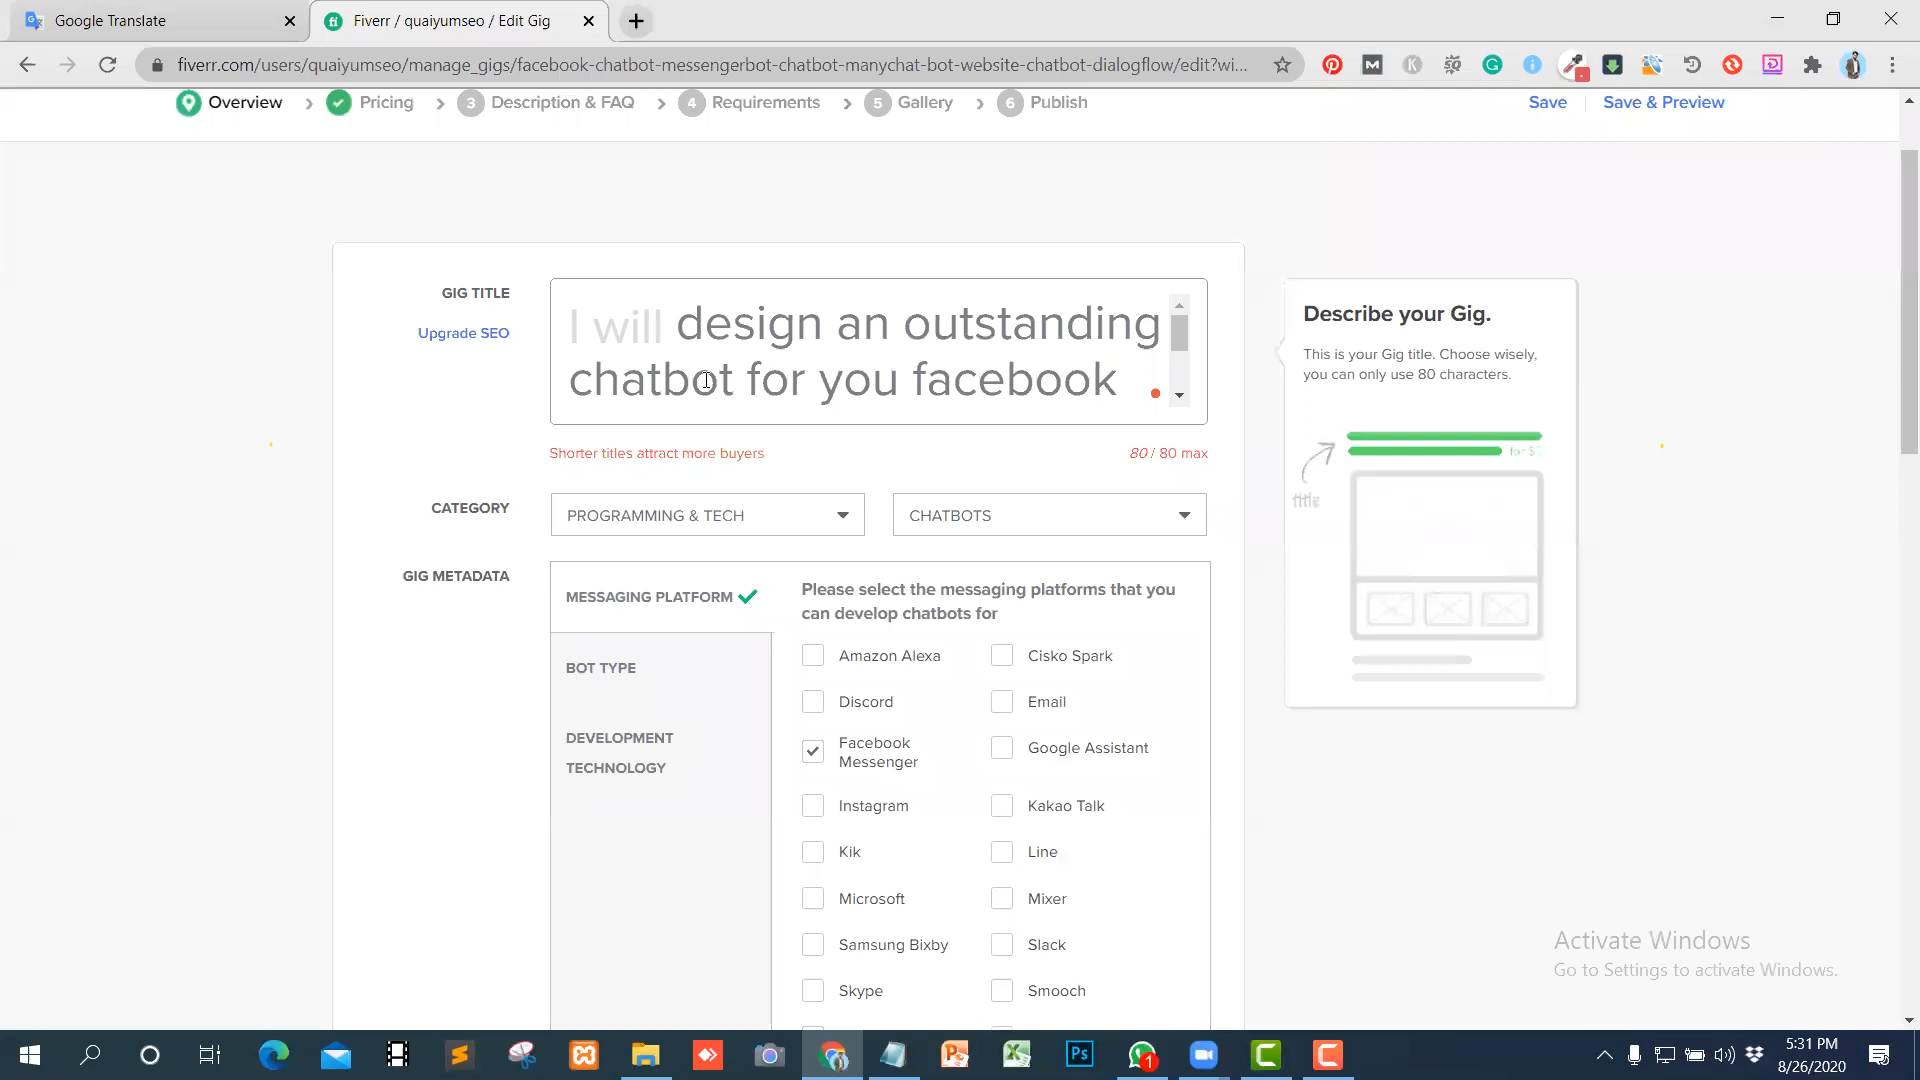 Google Translate
Fiverr / quaiyumseo / Edit Gig
fiverr.com/users/quaiyumseo/manage_gigs/facebook-chatbot-messengerbot-chatbot-manychat-bot-website-chatbot-dialogflow/edit?wi...
Overview
Pricing
3 Description & FAQ
4 Requirements
5 Gallery
6 Publish
Save
Save & Preview
GIG TITLE
Upgrade SEO
I will design an outstanding
chatbot for you facebook
Shorter titles attract more buyers
80 / 80 max
Describe your Gig.
This is your Gig title. Choose wisely,
you can only use 80 characters.
for $5
title
CATEGORY
PROGRAMMING & TECH
CHATBOTS
GIG METADATA
MESSAGING PLATFORM
BOT TYPE
DEVELOPMENT
TECHNOLOGY
Please select the messaging platforms that you
can develop chatbots for
Amazon Alexa
Cisko Spark
Discord
Email
Facebook
Messenger
Google Assistant
Instagram
Kakao Talk
Kik
Line
Microsoft
Mixer
Samsung Bixby
Slack
Skype
Smooch
Activate Windows
Go to Settings to activate Windows.
5:31 PM
8/26/2020